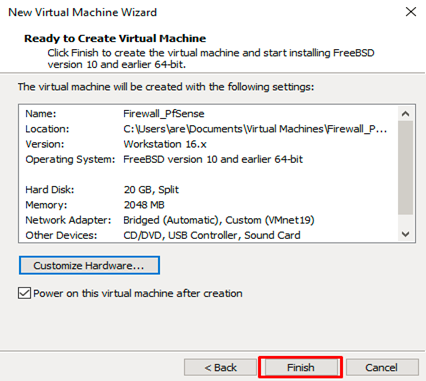 New Virtual Machine Wizard
Ready to Create Virtual Machine
Click Finish to create the virtual machine and start installing FreeBSD
version 10 and earlier 64-bit.
The virtual machine will be created with the following settings:
Name: Firewall_PfSense
Location: C:\Users\are\Documents\Virtual Machines\Firewall_P...
Version: Workstation 16.x
Operating System: FreeBSD version 10 and earlier 64-bit
Hard Disk: 20 GB, Split
Memory: 2048 MB
Network Adapter: Bridged (Automatic), Custom (VMnet19)
Other Devices: CD/DVD, USB Controller, Sound Card
Customize Hardware...
Power on this virtual machine after creation
< Back Finish Cancel